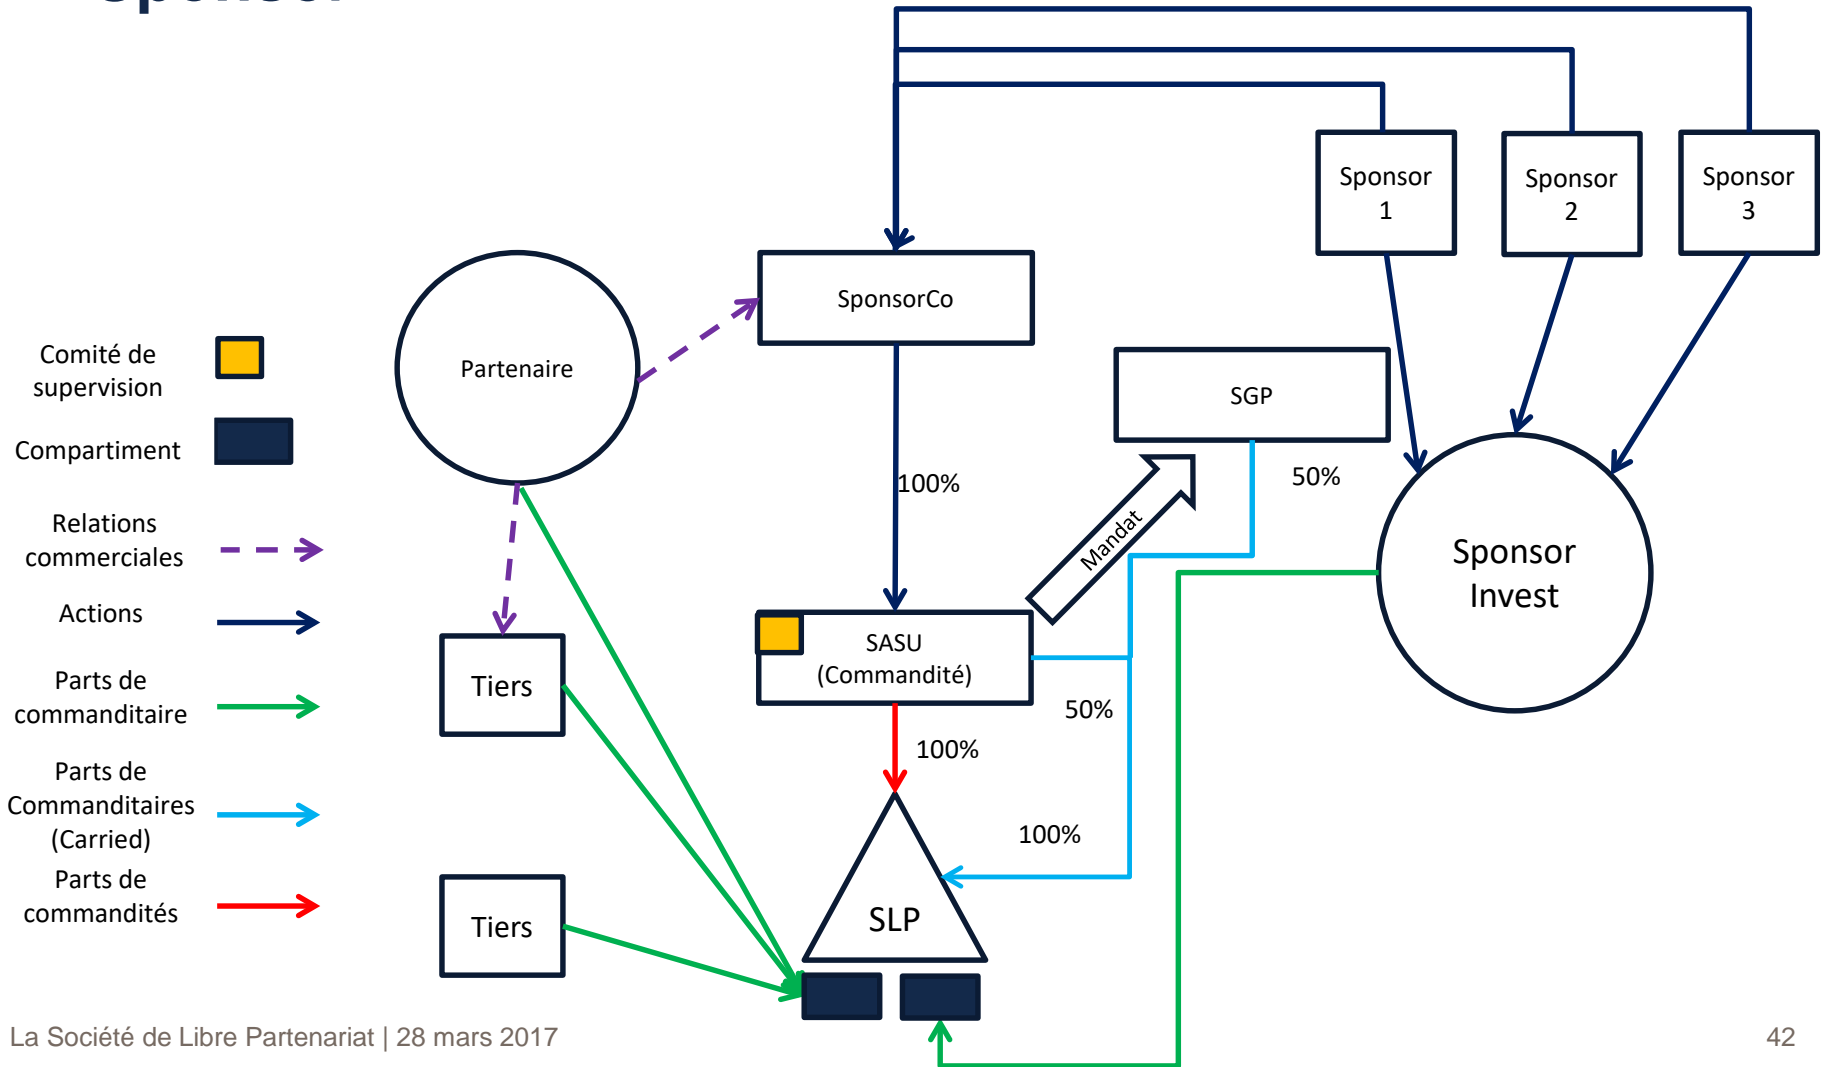 Sponsor
Sponsor
1
Sponsor
2
Sponsor
3
SponsorCo
Partenaire
SGP
Comité de
supervision
Compartiment
100%
50%
Mandat
Relations
commerciales
Sponsor
Invest
Actions
SASU
(Commandité)
Tiers
Parts de
commanditaire
50%
100%
Parts de
Commanditaires
(Carried)
100%
Parts de
commandités
Tiers
SLP
La Société de Libre Partenariat | 28 mars 2017
42